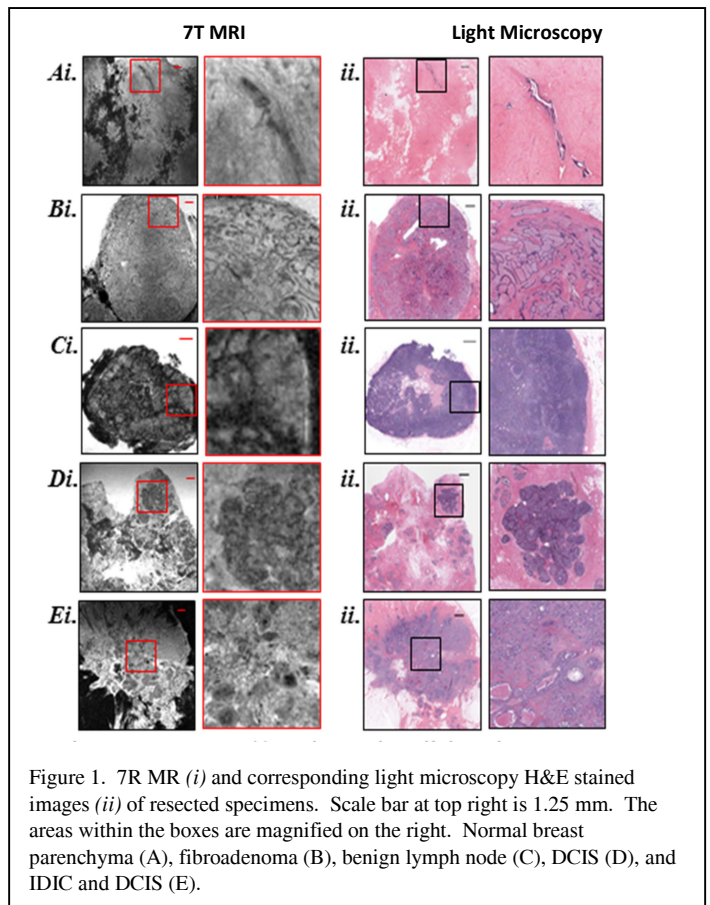 7T MRI Light Microscopy
Ai. ii.
Bi. ii.
Ci. ii.
Di. ii.
Ei. ii.
Figure 1. 7R MR (i) and corresponding light microscopy H&E stained
images (ii) of resected specimens. Scale bar at top right is 1.25 mm. The
areas within the boxes are magnified on the right. Normal breast
parenchyma (A), fibroadenoma (B), benign lymph node (C), DCIS (D), and
IDIC and DCIS (E).